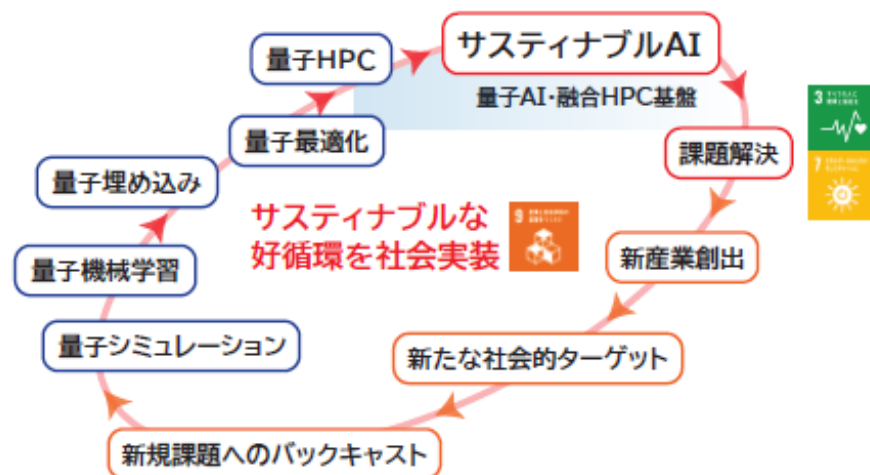 量子HPC
サスティナブルAI
量子AI・融合HPC基盤
量子最適化
課題解決
3
7
量子埋め込み
サスティナブルな
好循環を社会実装
9
新産業創出
量子機械学習
量子シミュレーション
新たな社会的ターゲット
新規課題へのバックキャスト